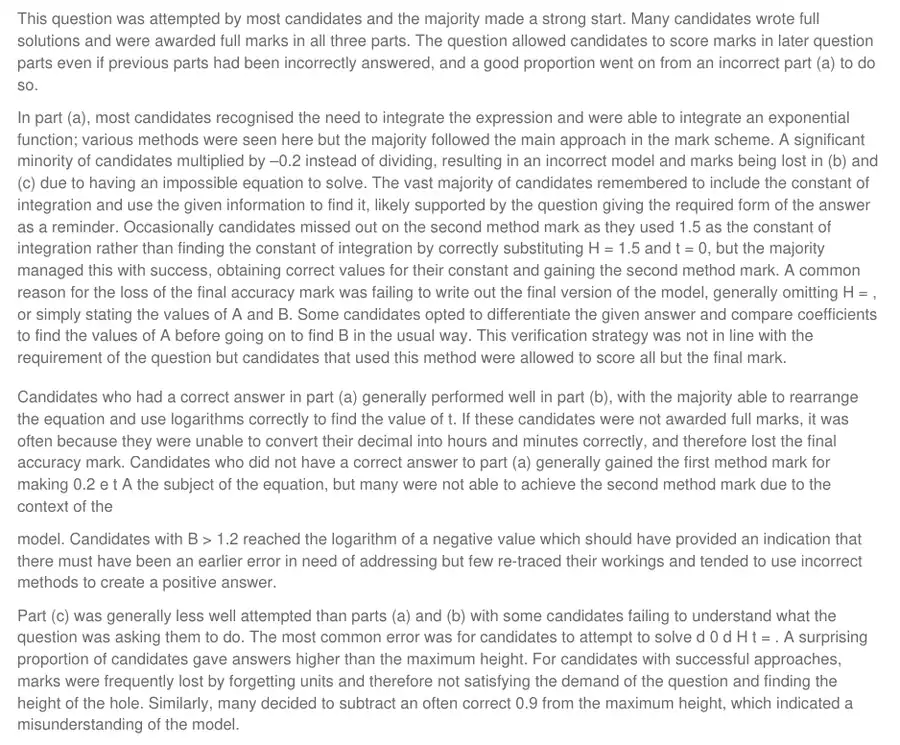 This question was attempted by most candidates and the majority made a strong start. Many candidates wrote full
solutions and were awarded full marks in all three parts. The question allowed candidates to score marks in later question
parts even if previous parts had been incorrectly answered, and a good proportion went on from an incorrect part (a) to do
so.
In part (a), most candidates recognised the need to integrate the expression and were able to integrate an exponential
function; various methods were seen here but the majority followed the main approach in the mark scheme. A significant
minority of candidates multiplied by –0.2 instead of dividing, resulting in an incorrect model and marks being lost in (b) and
(c) due to having an impossible equation to solve. The vast majority of candidates remembered to include the constant of
integration and use the given information to find it, likely supported by the question giving the required form of the answer
as a reminder. Occasionally candidates missed out on the second method mark as they used 1.5 as the constant of
integration rather than finding the constant of integration by correctly substituting H = 1.5 and t = 0, but the majority
managed this with success, obtaining correct values for their constant and gaining the second method mark. A common
reason for the loss of the final accuracy mark was failing to write out the final version of the model, generally omitting H = ,
or simply stating the values of A and B. Some candidates opted to differentiate the given answer and compare coefficients
to find the values of A before going on to find B in the usual way. This verification strategy was not in line with the
requirement of the question but candidates that used this method were allowed to score all but the final mark.
Candidates who had a correct answer in part (a) generally performed well in part (b), with the majority able to rearrange
the equation and use logarithms correctly to find the value of t. If these candidates were not awarded full marks, it was
often because they were unable to convert their decimal into hours and minutes correctly, and therefore lost the final
accuracy mark. Candidates who did not have a correct answer to part (a) generally gained the first method mark for
making 0.2 e t A the subject of the equation, but many were not able to achieve the second method mark due to the
context of the
model. Candidates with B > 1.2 reached the logarithm of a negative value which should have provided an indication that
there must have been an earlier error in need of addressing but few re-traced their workings and tended to use incorrect
methods to create a positive answer.
Part (c) was generally less well attempted than parts (a) and (b) with some candidates failing to understand what the
question was asking them to do. The most common error was for candidates to attempt to solve d 0 d H t = . A surprising
proportion of candidates gave answers higher than the maximum height. For candidates with successful approaches,
marks were frequently lost by forgetting units and therefore not satisfying the demand of the question and finding the
height of the hole. Similarly, many decided to subtract an often correct 0.9 from the maximum height, which indicated a
misunderstanding of the model.